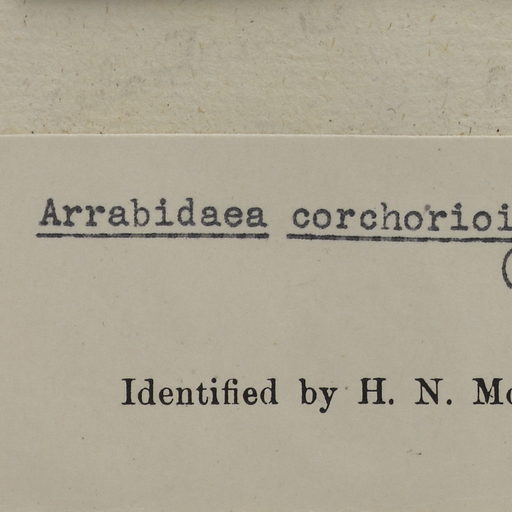 Arrabidaea corchorioi
(
Identified by H. N. Mo